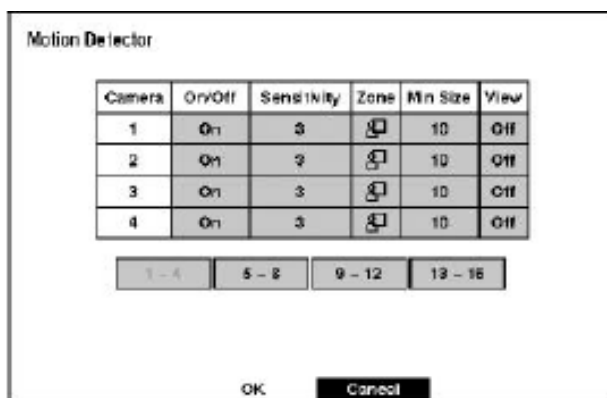 Motion Detector
Camera On/Off Sensitivity Zone Min Size View
1 On 3 10 Off
2 On 3 10 Off
3 On 3 10 Off
4 On 3 10 Off
1 – 4 5 – 8 9 – 12 13 – 16
OK Cancel